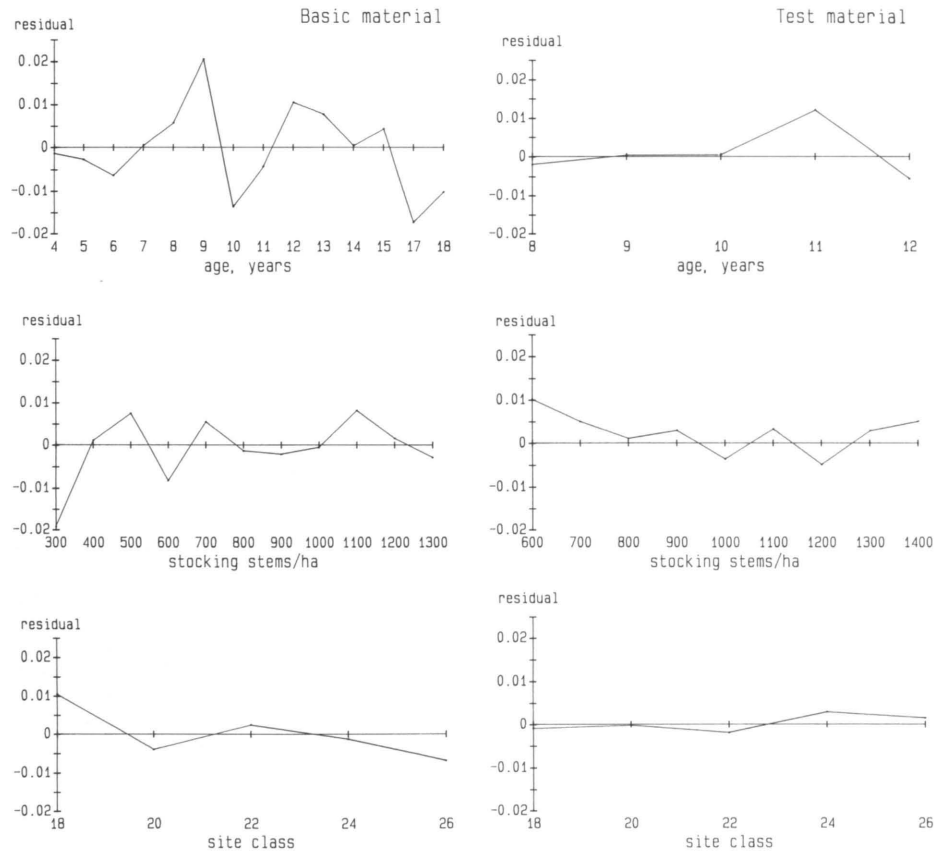 Basic material
residual
0.02
0.01
0
-0.01
-0.02
4 5 6 7 8 9 10 11 12 13 14 15 17 18
age, years
Test material
residual
0.02
0.01
0
-0.01
-0.02
8 9 10 11 12
age, years
residual
0.02
0.01
0
-0.01
-0.02
300 400 500 600 700 800 900 1000 1100 1200 1300
stocking stems/ha
residual
0.02
0.01
0
-0.01
-0.02
600 700 800 900 1000 1100 1200 1300 1400
stocking stems/ha
residual
0.02
0.01
0
-0.01
-0.02
18 20 22 24 26
site class
residual
0.02
0.01
0
-0.01
-0.02
18 20 22 24 26
site class